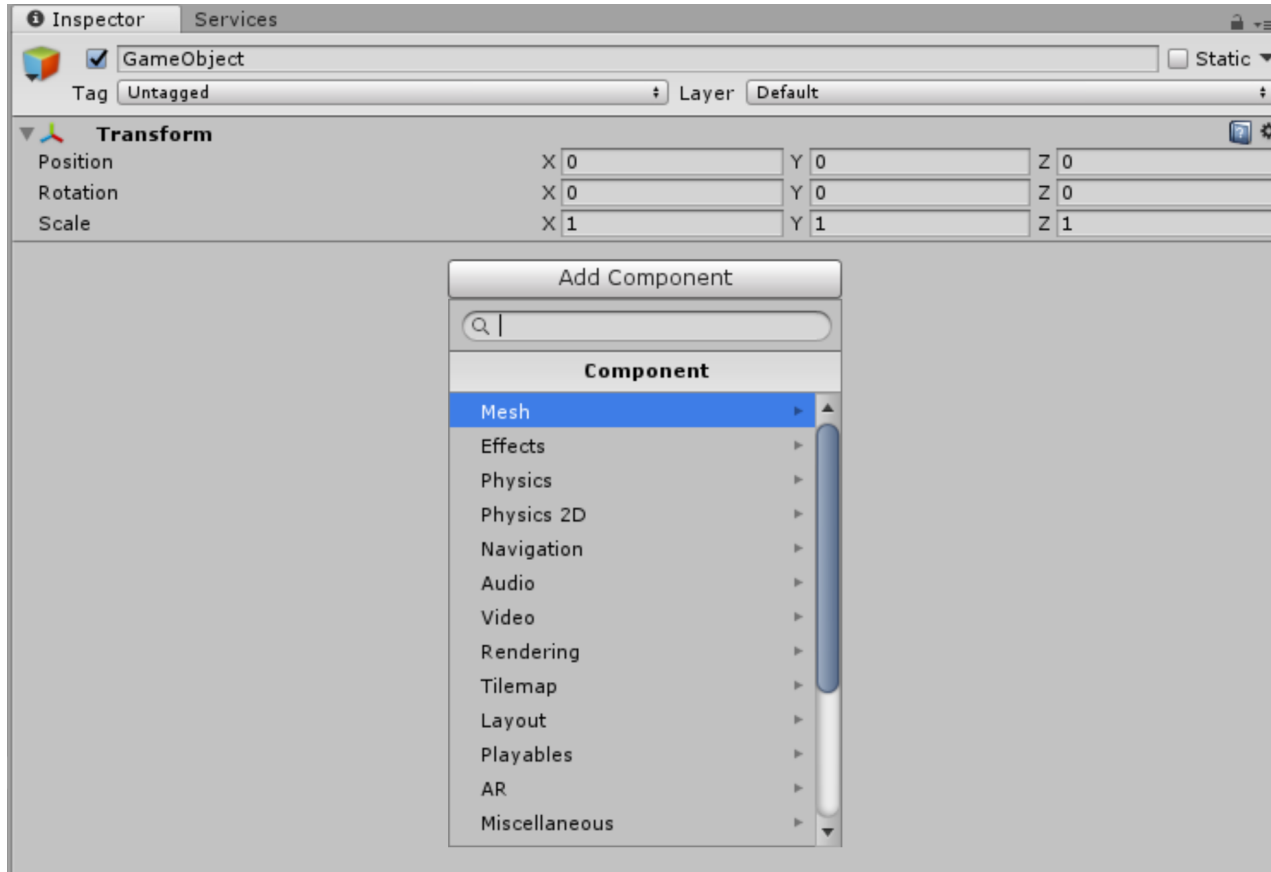 Inspector Services
GameObject Static
Tag Untagged Layer Default
Transform
Position X 0 Y 0 Z 0
Rotation X 0 Y 0 Z 0
Scale X 1 Y 1 Z 1
Add Component
Component
Mesh
Effects
Physics
Physics 2D
Navigation
Audio
Video
Rendering
Tilemap
Layout
Playables
AR
Miscellaneous